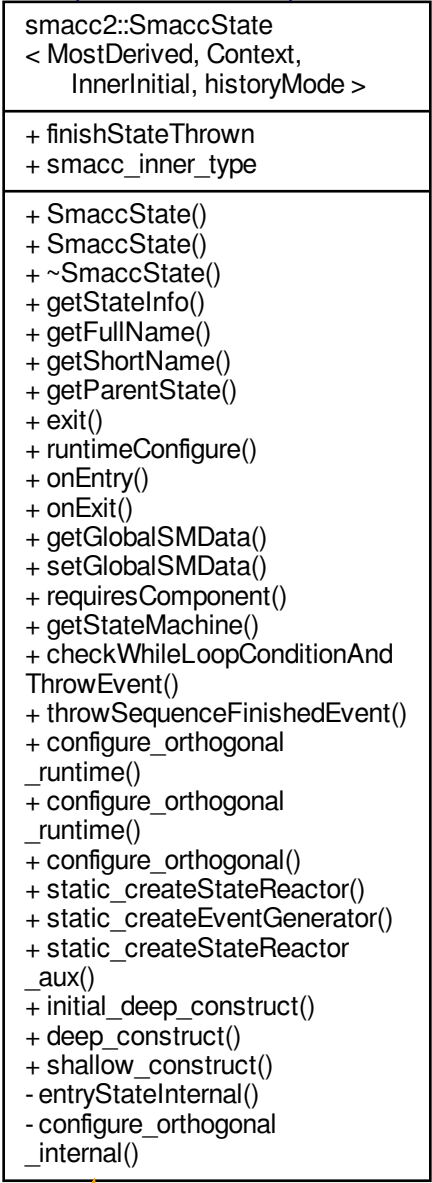 smacc2::SmaccState
< MostDerived, Context,
InnerInitial, historyMode >
+ finishStateThrown
+ smacc_inner_type
+ SmaccState()
+ SmaccState()
+ ~SmaccState()
+ getStateInfo()
+ getFullName()
+ getShortName()
+ getParentState()
+ exit()
+ runtimeConfigure()
+ onEntry()
+ onExit()
+ getGlobalSMData()
+ setGlobalSMData()
+ requiresComponent()
+ getStateMachine()
+ checkWhileLoopConditionAnd
ThrowEvent()
+ throwSequenceFinishedEvent()
+ configure_orthogonal
_runtime()
+ configure_orthogonal
_runtime()
+ configure_orthogonal()
+ static_createStateReactor()
+ static_createEventGenerator()
+ static_createStateReactor
_aux()
+ initial_deep_construct()
+ deep_construct()
+ shallow_construct()
- entryStateInternal()
- configure_orthogonal
_internal()